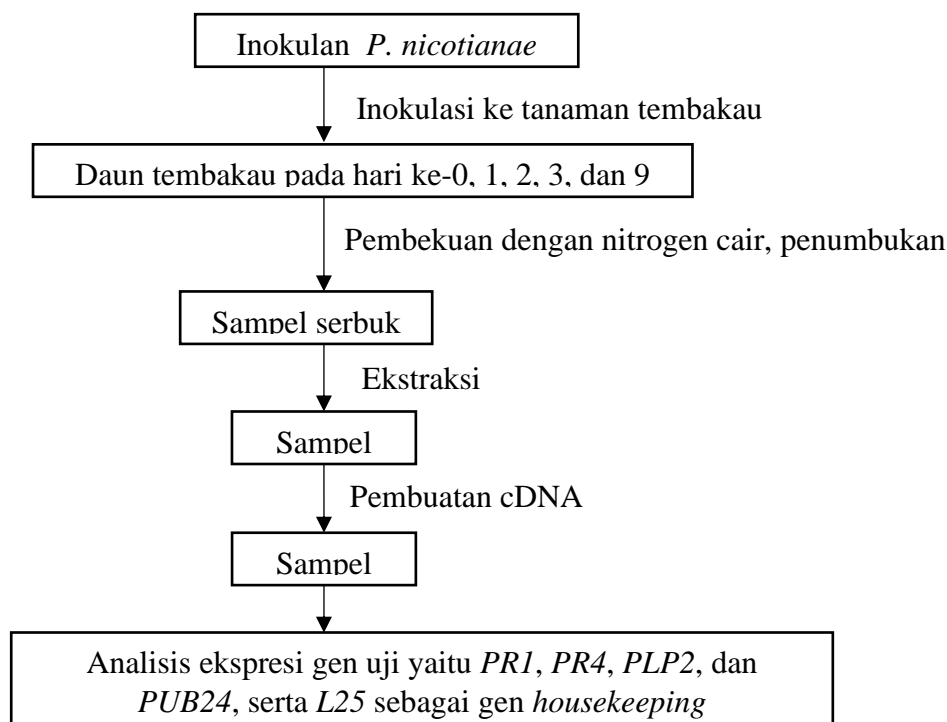 Inokulan P. nicotianae
Inokulasi ke tanaman tembakau
Daun tembakau pada hari ke-0, 1, 2, 3, dan 9
Pembekuan dengan nitrogen cair, penumbukan
Sampel serbuk
Ekstraksi
Sampel
Pembuatan cDNA
Sampel
Analisis ekspresi gen uji yaitu PR1, PR4, PLP2, dan
PUB24, serta L25 sebagai gen housekeeping